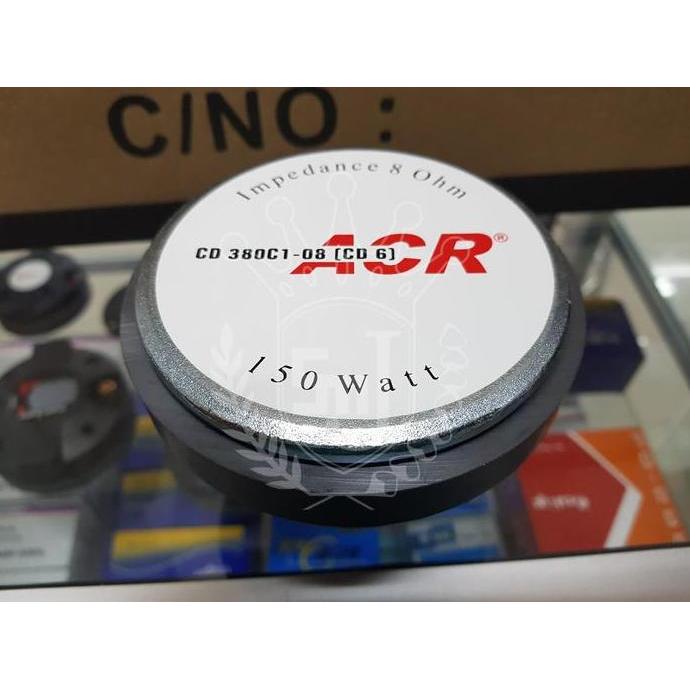 C/NO :
Impedance 8 Ohm
ACR®
CD 380C1-08 (CD 6)
150 Watt